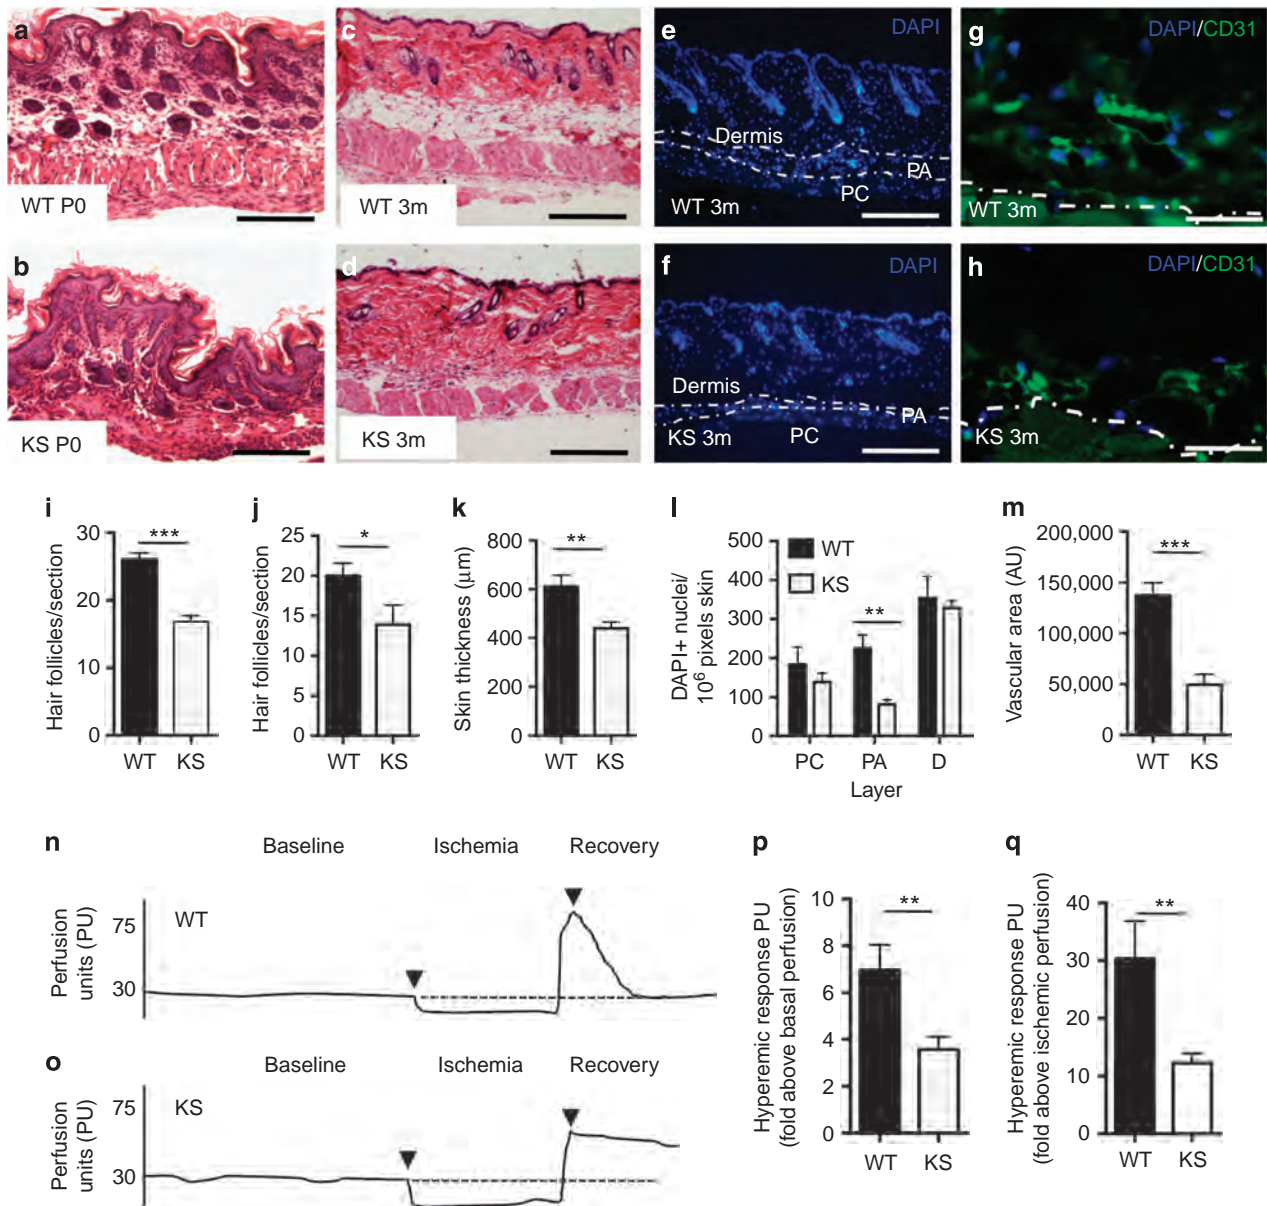 a
WT P0
c
WT 3m
e
DAPI
Dermis
PA
PC
WT 3m
g
DAPI/CD31
WT 3m
b
KS P0
d
KS 3m
f
DAPI
Dermis
PA
PC
KS 3m
h
DAPI/CD31
KS 3m
i
Hair follicles/section
30
20
10
0
***
WT KS
j
Hair follicles/section
25
20
15
10
5
0
*
WT KS
k
Skin thickness (μm)
800
600
400
200
0
**
WT KS
l
DAPI+ nuclei/
10⁶ pixels skin
500
400
300
200
100
0
WT
KS
**
PC PA D
Layer
m
Vascular area (AU)
200,000
150,000
100,000
50,000
0
***
WT KS
n
Baseline Ischemia Recovery
Perfusion
units (PU)
75
30
WT
o
Baseline Ischemia Recovery
Perfusion
units (PU)
75
30
KS
p
Hyperemic response PU
(fold above basal perfusion)
10
8
6
4
2
0
**
WT KS
q
Hyperemic response PU
(fold above ischemic perfusion)
40
30
20
10
0
**
WT KS